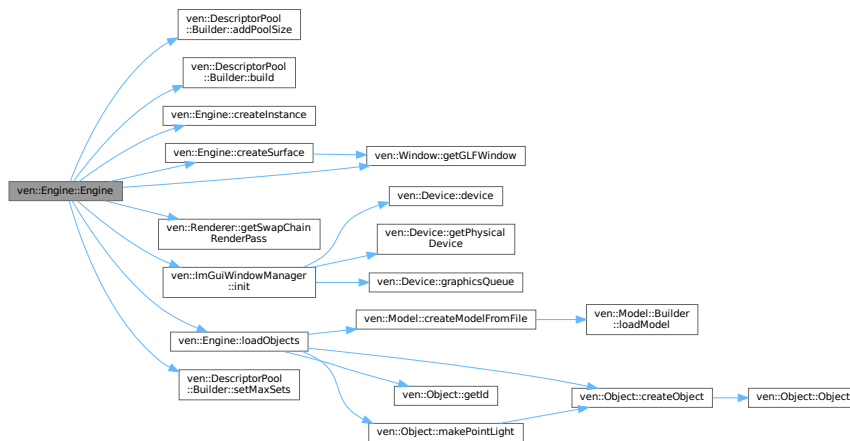 ven::DescriptorPool
::Builder::addPoolSize
ven::DescriptorPool
::Builder::build
ven::Engine::createInstance
ven::Engine::createSurface
ven::Window::getGLFWindow
ven::Engine::Engine
ven::Device::device
ven::Renderer::getSwapChain
RenderPass
ven::Device::getPhysical
Device
ven::ImGuiWindowManager
::init
ven::Device::graphicsQueue
ven::Model::createModelFromFile
ven::Model::Builder
::loadModel
ven::Engine::loadObjects
ven::DescriptorPool
::Builder::setMaxSets
ven::Object::getId
ven::Object::createObject
ven::Object::Object
ven::Object::makePointLight